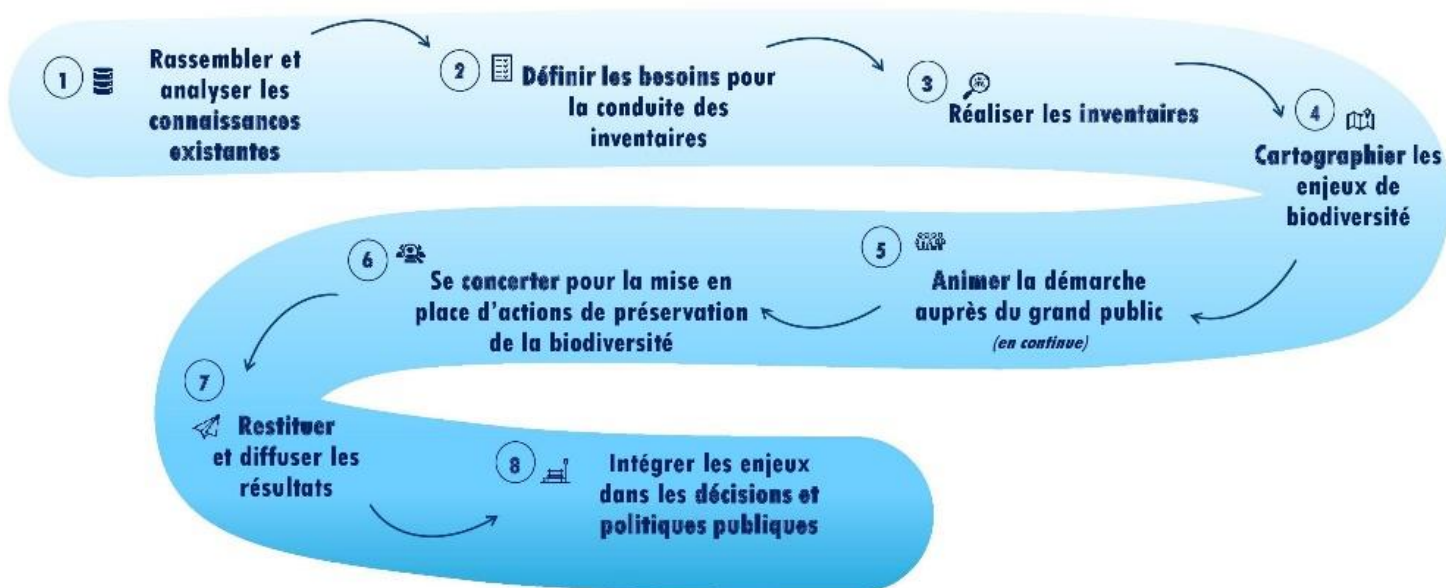 1
Rassembler et
analyser les
connaissances
existantes
2
Définir les besoins pour
la conduite des
inventaires
3
Réaliser les inventaires
4
Cartographier les
enjeux de
biodiversité
5
Animer la démarche
auprès du grand public
(en continue)
6
Se concerter pour la mise en
place d'actions de préservation
de la biodiversité
7
Restituer
et diffuser les
résultats
8
Intégrer les enjeux
dans les décisions et
politiques publiques